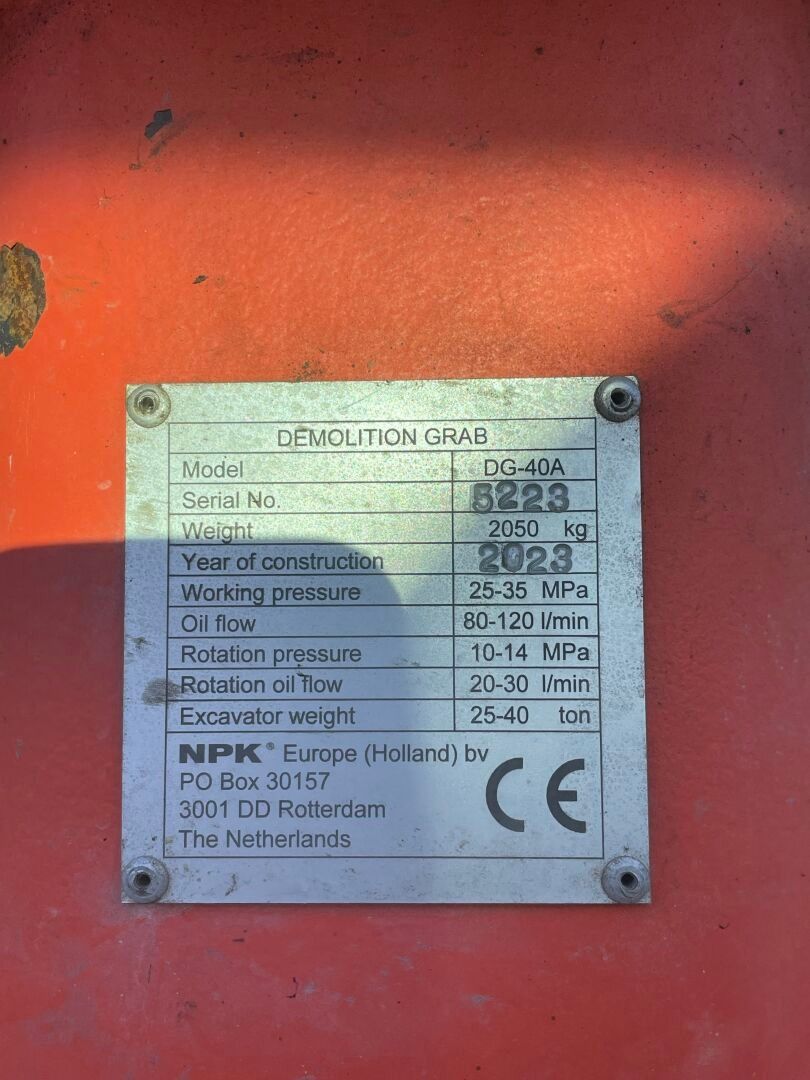 DEMOLITION GRAB
Model DG-40A
Serial No. 5223
Weight 2050 kg
Year of construction 2023
Working pressure 25-35 MPa
Oil flow 80-120 l/min
Rotation pressure 10-14 MPa
Rotation oil flow 20-30 l/min
Excavator weight 25-40 ton
NPK® Europe (Holland) bv
PO Box 30157
3001 DD Rotterdam
The Netherlands
CE